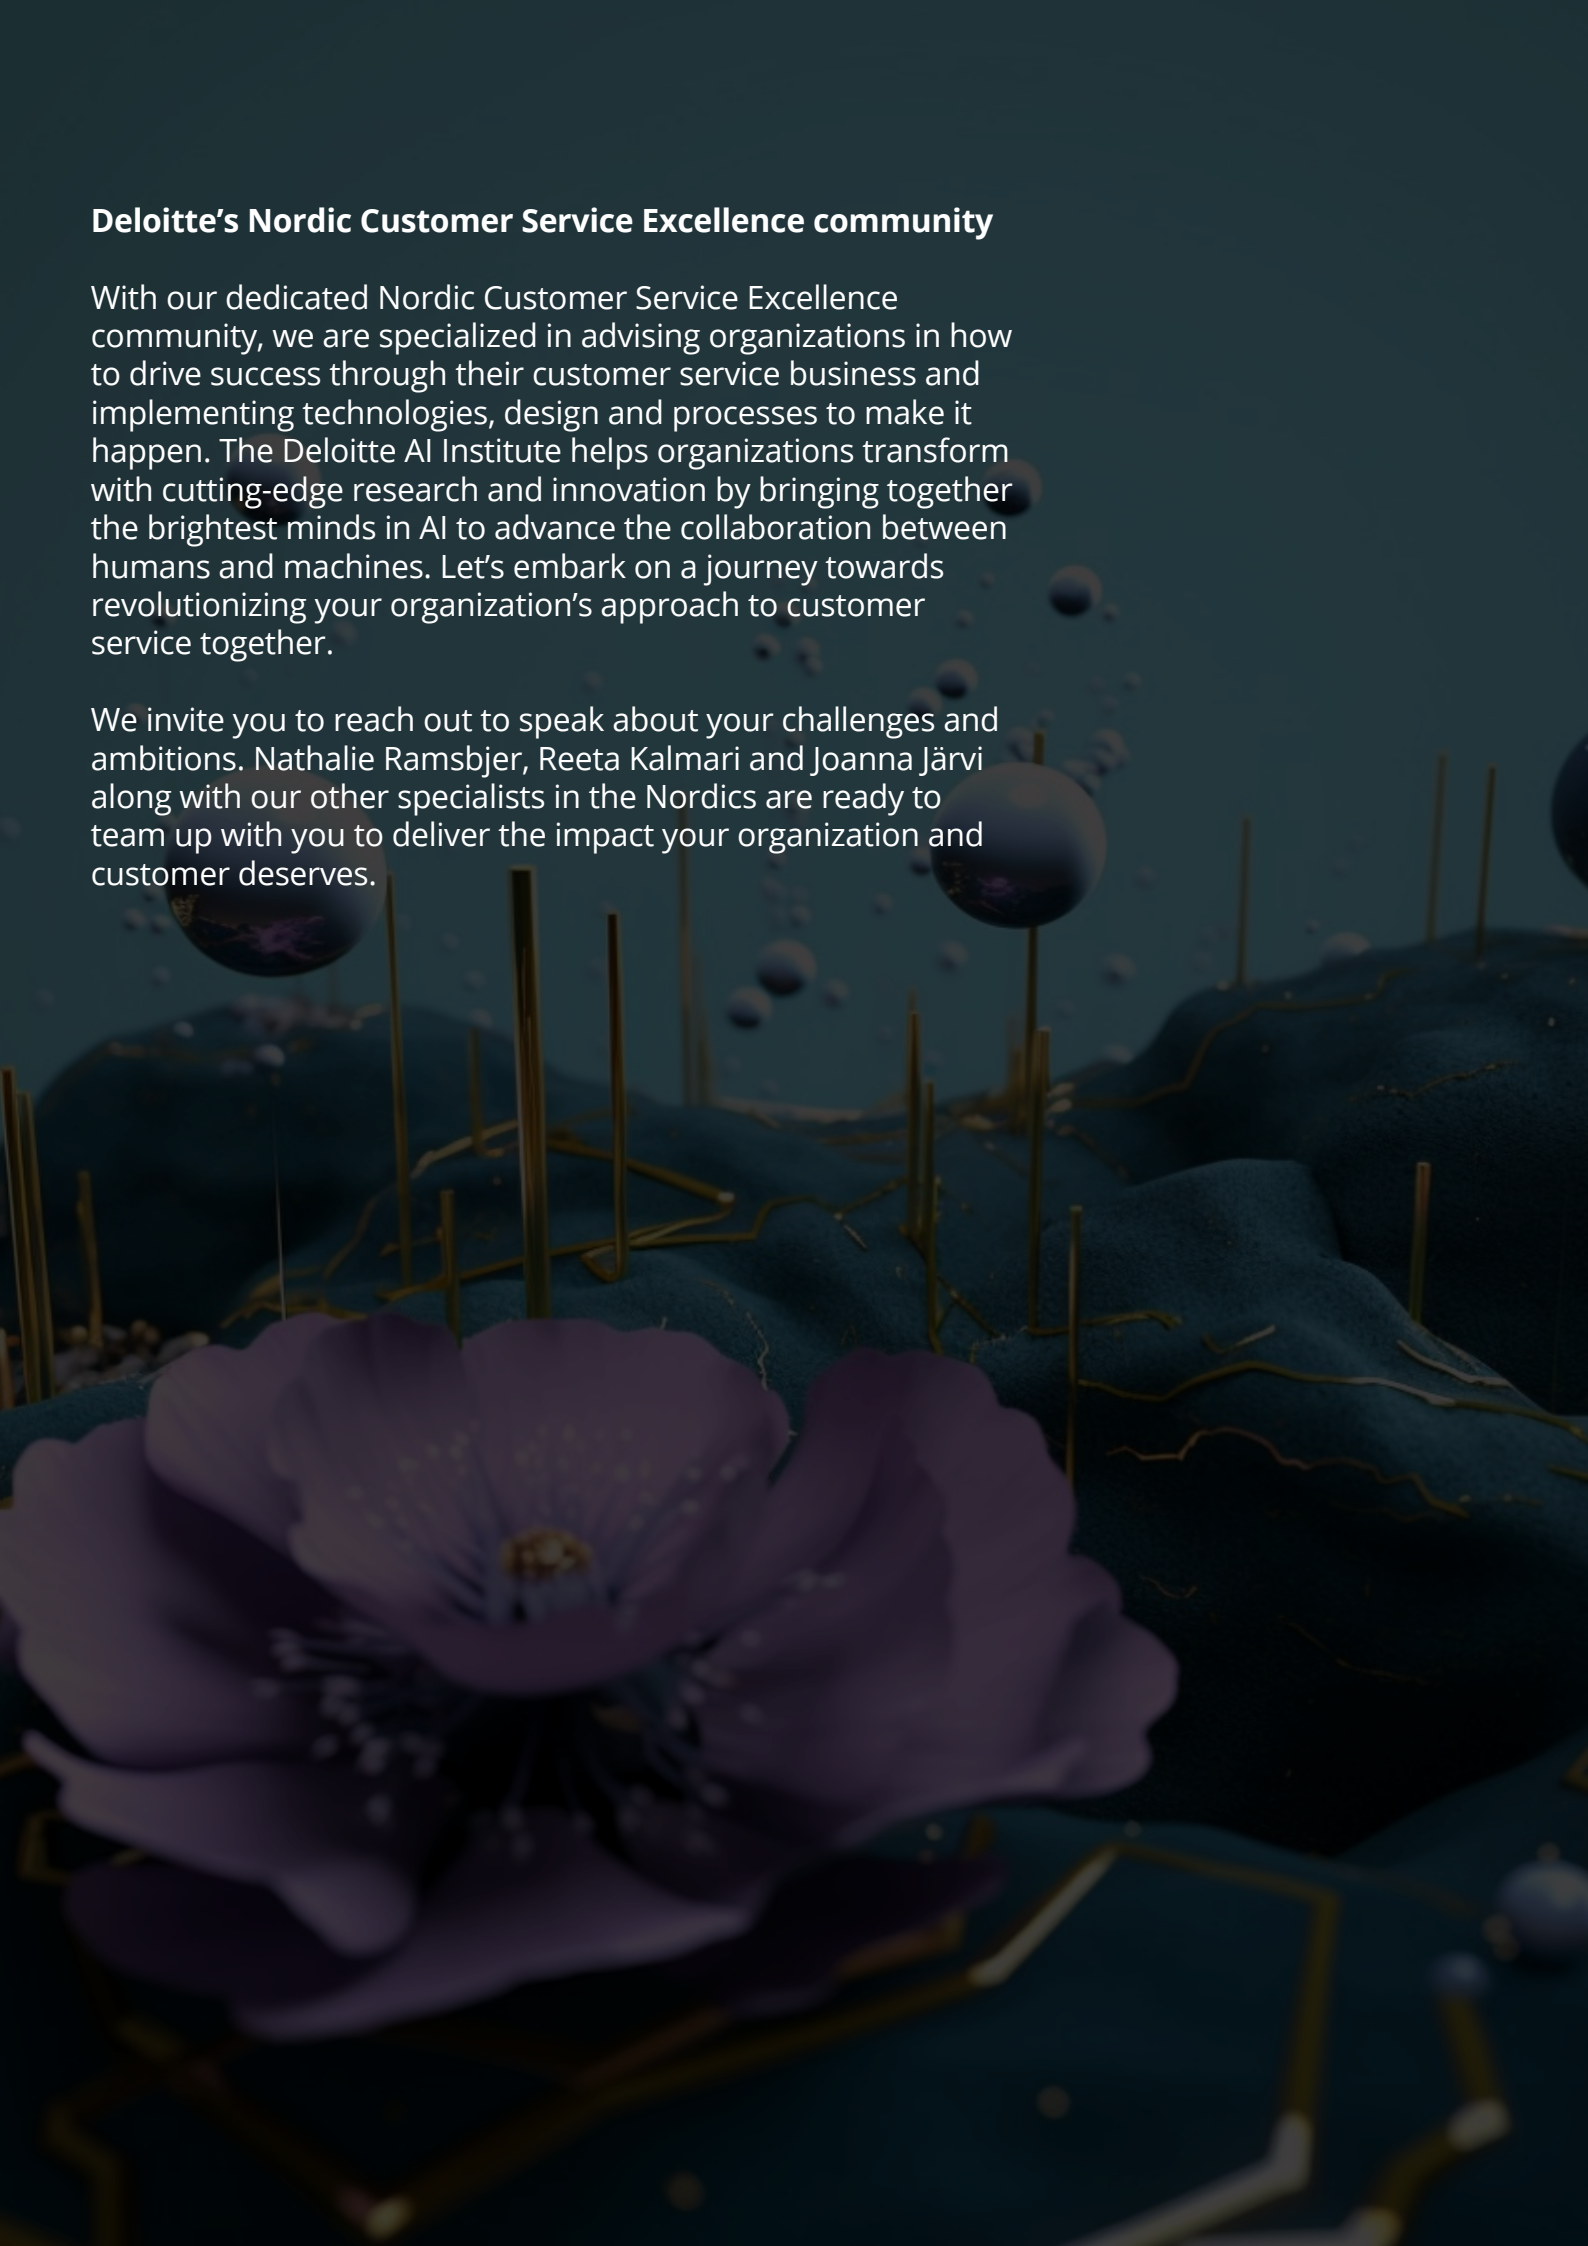 Deloitte’s Nordic Customer Service Excellence community
With our dedicated Nordic Customer Service Excellence
community, we are specialized in advising organizations in how
to drive success through their customer service business and
implementing technologies, design and processes to make it
happen. The Deloitte AI Institute helps organizations transform
with cutting-edge research and innovation by bringing together
the brightest minds in AI to advance the collaboration between
humans and machines. Let’s embark on a journey towards
revolutionizing your organization’s approach to customer
service together.
We invite you to reach out to speak about your challenges and
ambitions. Nathalie Ramsbjer, Reeta Kalmari and Joanna Järvi
along with our other specialists in the Nordics are ready to
team up with you to deliver the impact your organization and
customer deserves.